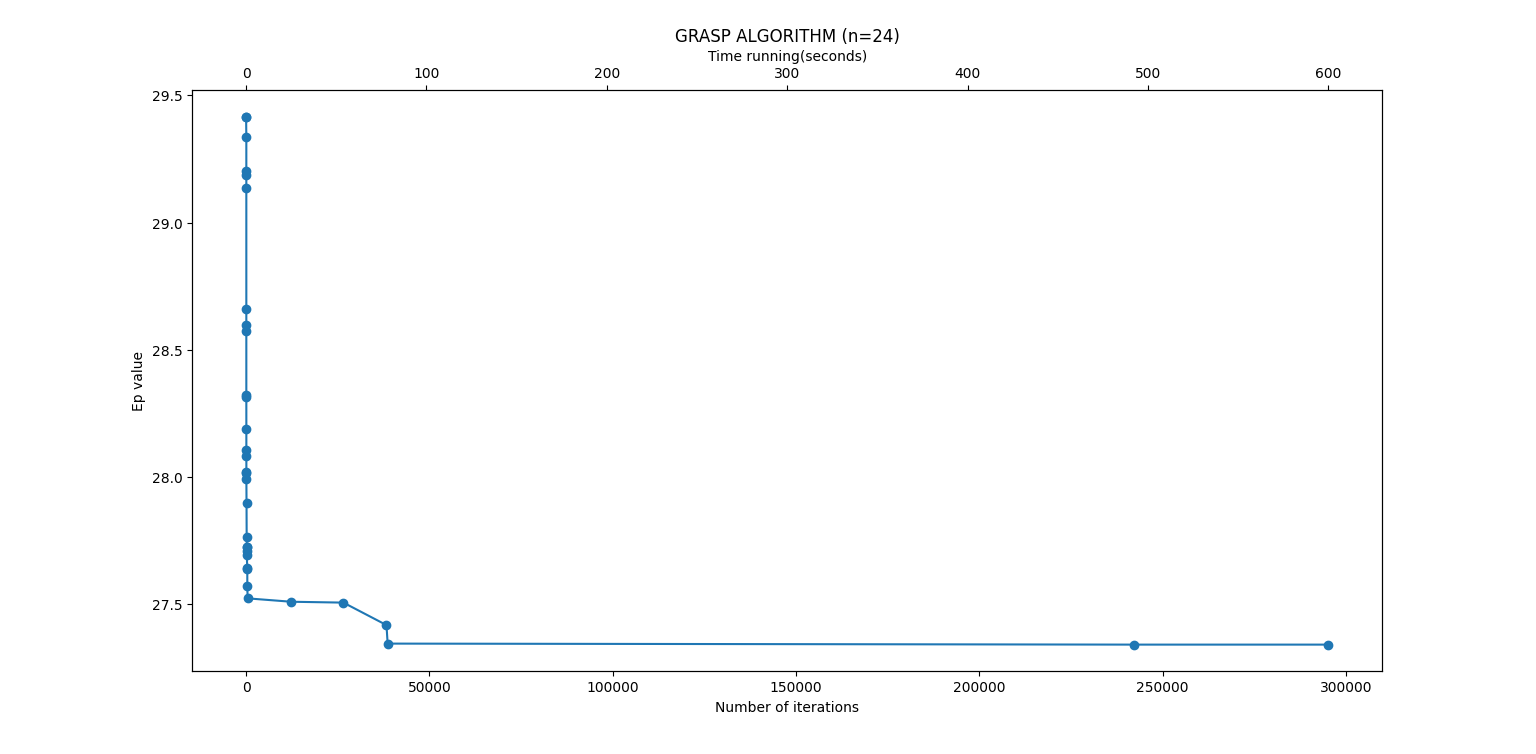 GRASP ALGORITHM (n=24)
Time running(seconds)
0 100 200 300 400 500 600
29.5
29.0
28.5
28.0
27.5
Ep value
0 50000 100000 150000 200000 250000 300000
Number of iterations